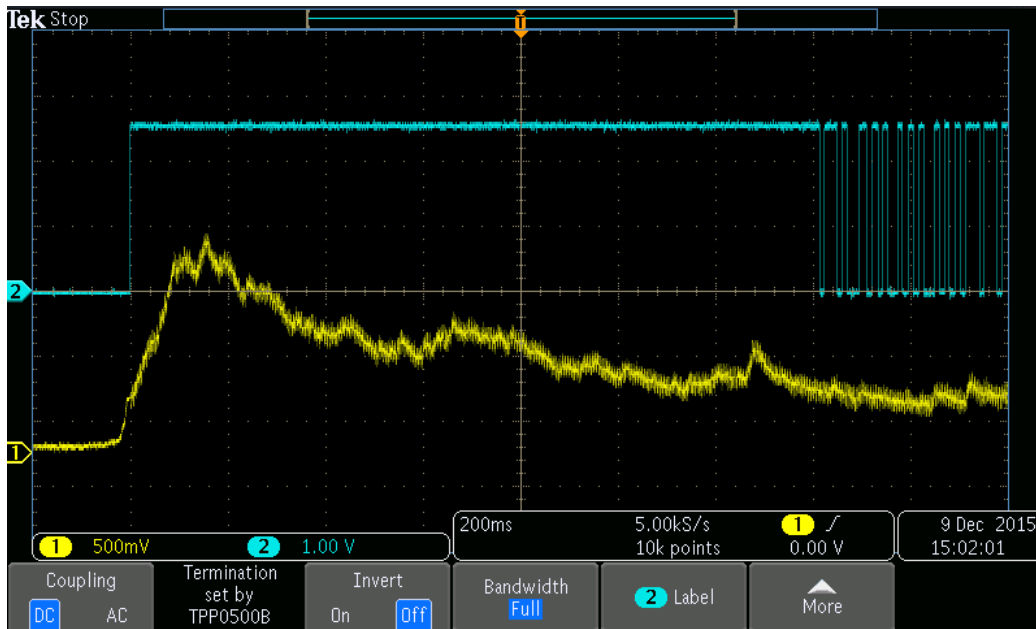 Tek Stop
T
2
1
1 500mV 2 1.00 V
200ms 5.00kS/s 1 0.00 V
10k points
9 Dec 2015
15:02:01
Coupling
DC AC
Termination
set by
TPP0500B
Invert
On Off
Bandwidth
Full
2 Label
More